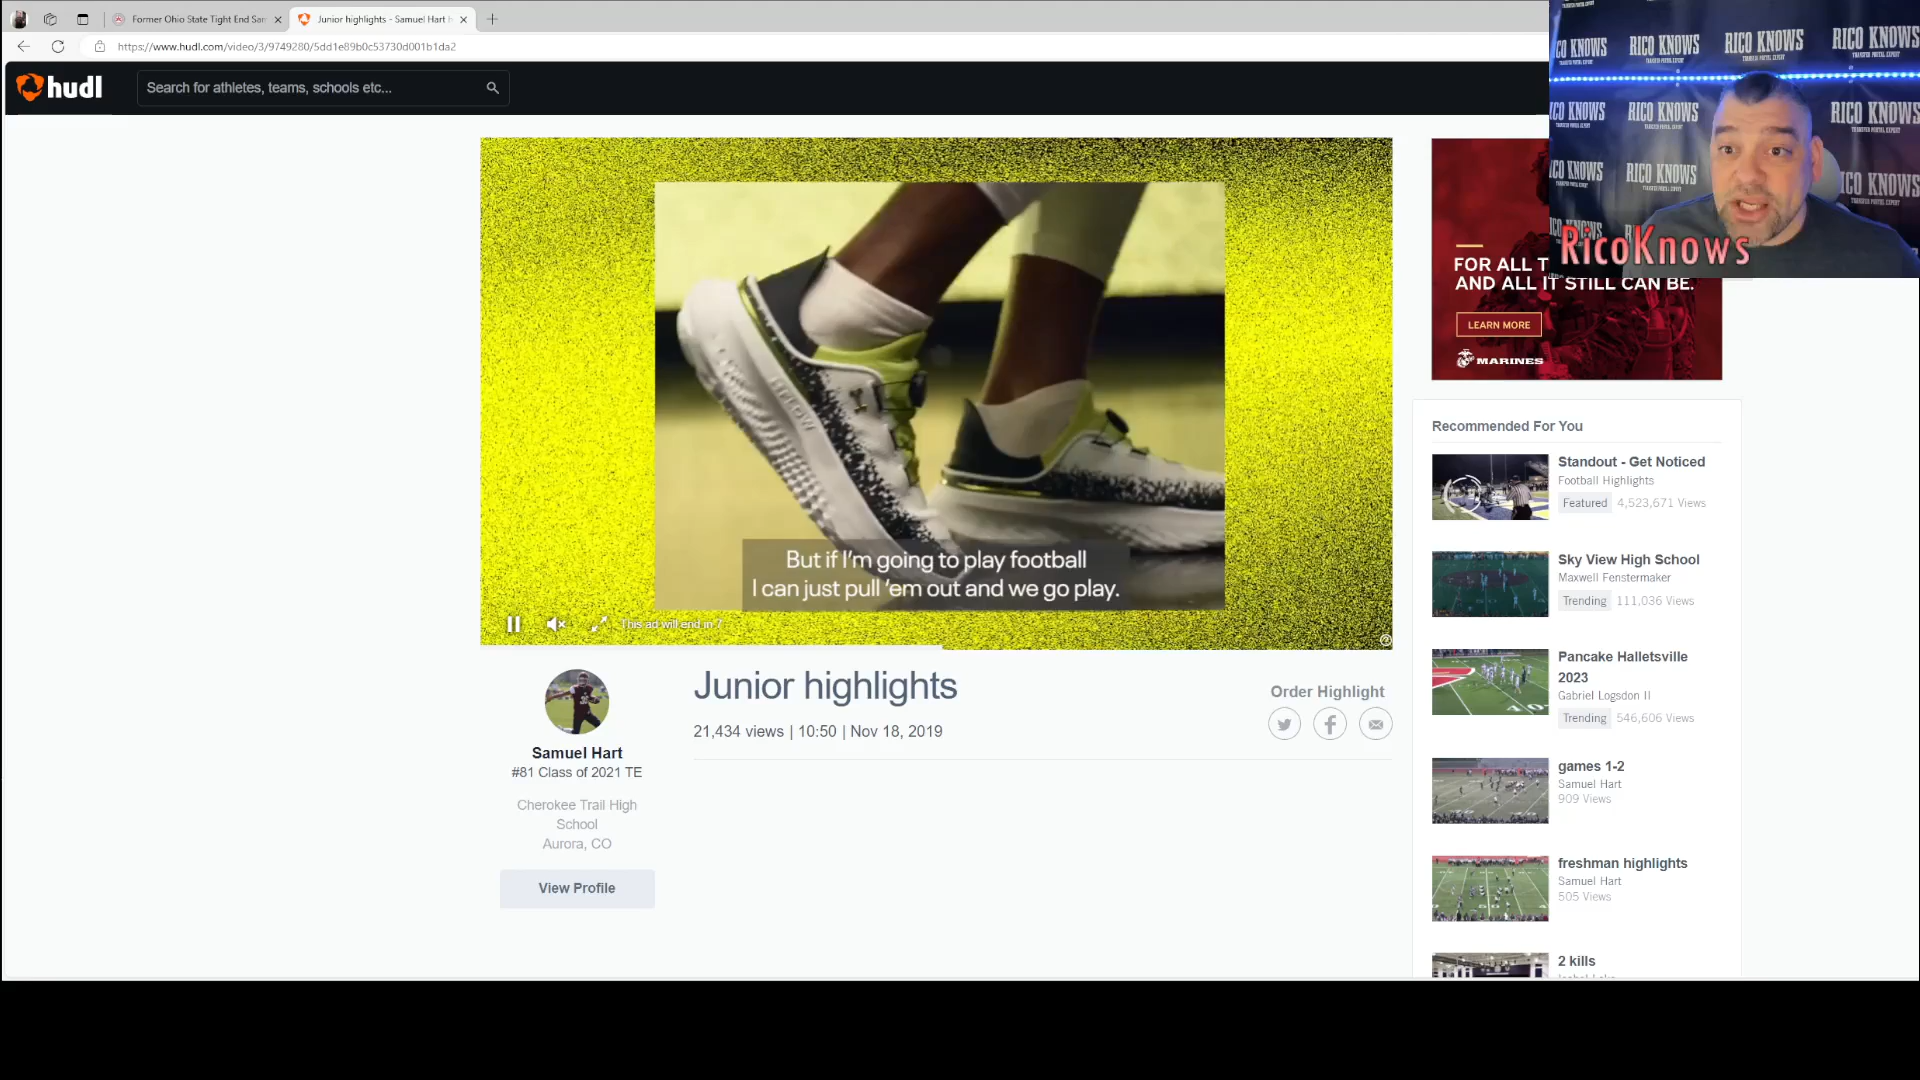 Former Ohio State Tight End Sam
Junior highlights - Samuel Hart h
https://www.hudl.com/video/3/9749280/5dd1e89b0c53730d001b1da2
hudl
Search for athletes, teams, schools etc...
RICO KNOWS
TRANSFER PORTAL EXPERT
RicoKnows
FOR ALL T
AND ALL IT STILL CAN BE.
LEARN MORE
MARINES
But if I'm going to play football
I can just pull 'em out and we go play.
This ad will end in 7
Samuel Hart
#81 Class of 2021 TE
Cherokee Trail High
School
Aurora, CO
View Profile
Junior highlights
21,434 views | 10:50 | Nov 18, 2019
Order Highlight
Recommended For You
Standout - Get Noticed
Football Highlights
Featured 4,523,671 Views
Sky View High School
Maxwell Fenstermaker
Trending 111,036 Views
Pancake Halletsville
2023
Gabriel Logsdon II
Trending 546,606 Views
games 1-2
Samuel Hart
909 Views
freshman highlights
Samuel Hart
505 Views
2 kills